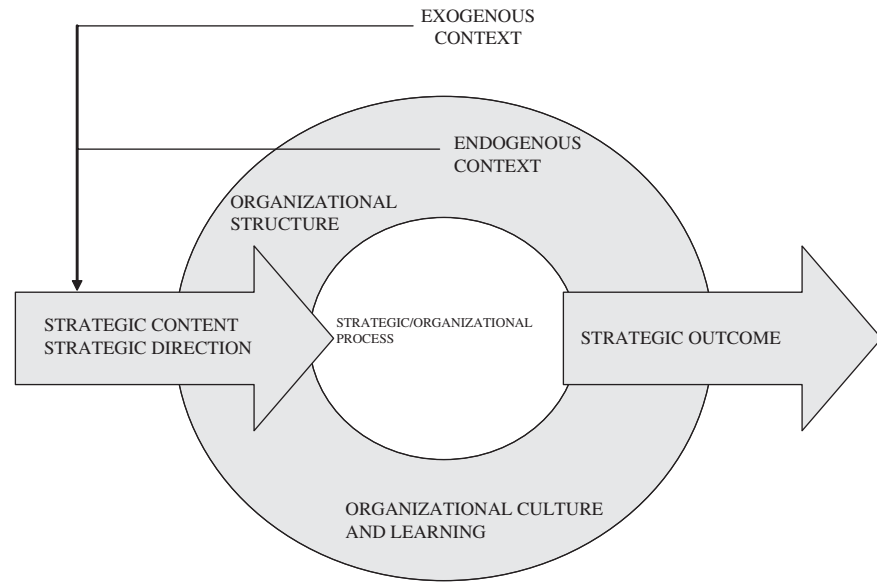 EXOGENOUS
CONTEXT
ENDOGENOUS
CONTEXT
ORGANIZATIONAL
STRUCTURE
STRATEGIC CONTENT
STRATEGIC DIRECTION
STRATEGIC/ORGANIZATIONAL
PROCESS
STRATEGIC OUTCOME
ORGANIZATIONAL CULTURE
AND LEARNING